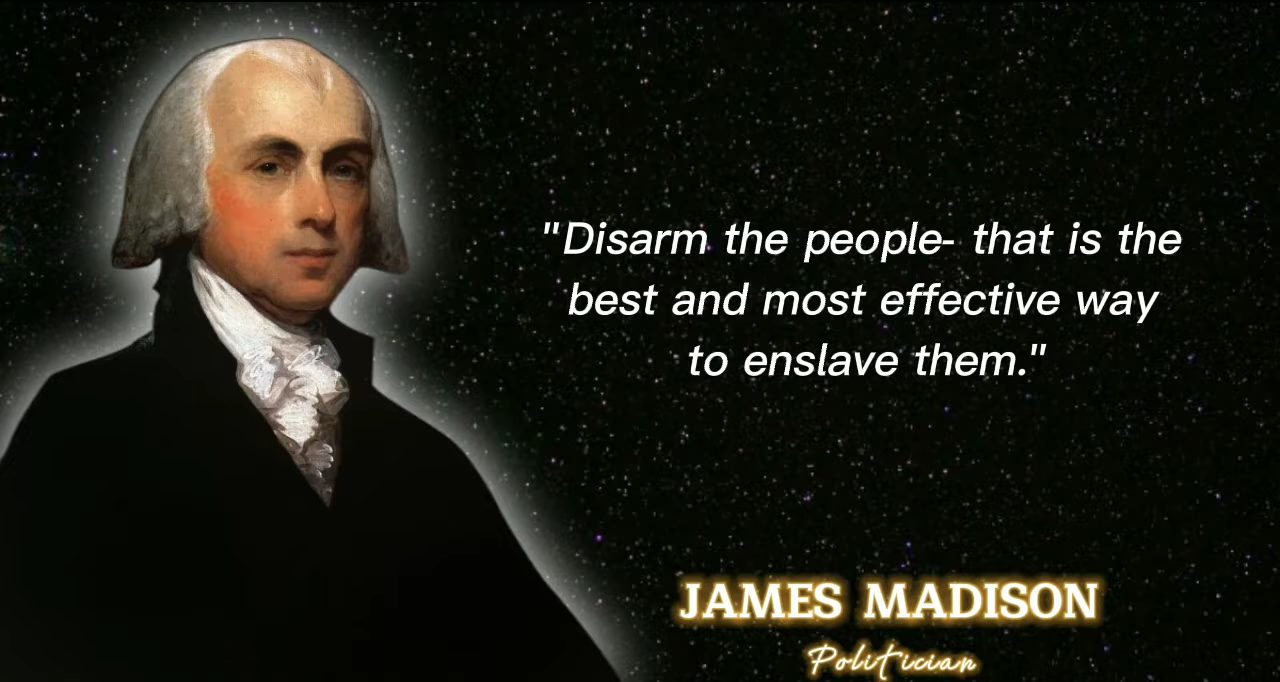 "Disarm the people- that is the
best and most effective way
to enslave them."
JAMES MADISON
Politician